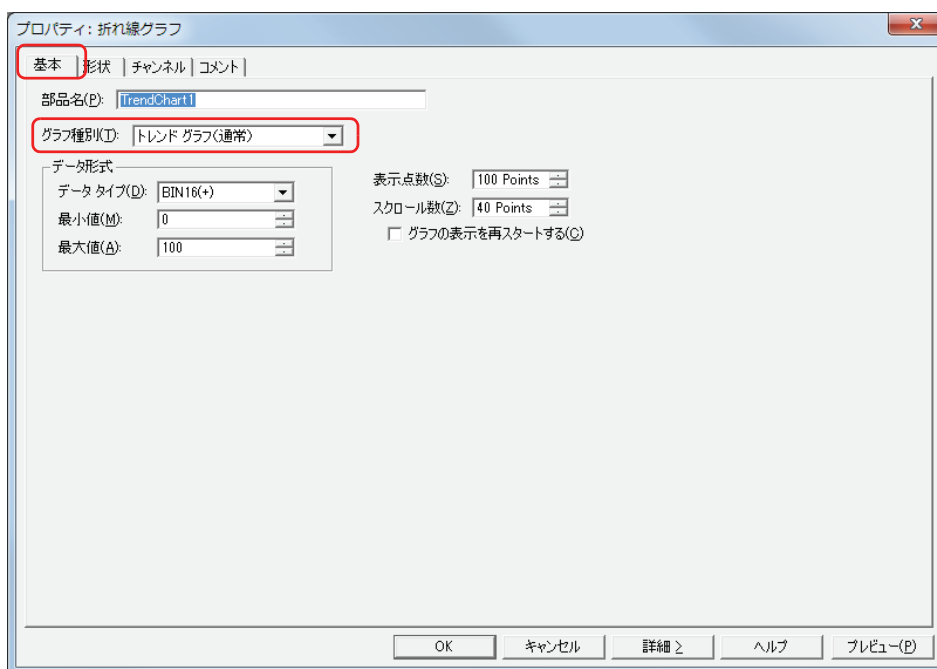 プロパティ: 折れ線グラフ
基本 形状 チャンネル コメント
部品名(P): TrendChart1
グラフ種別(T): トレンド グラフ(通常)
データ形式
データ タイプ(D): BIN16(+)
最小値(M): 0
最大値(A): 100
表示点数(S): 100 Points
スクロール数(Z): 40 Points
グラフの表示を再スタートする(C)
OK キャンセル 詳細 ≥ ヘルプ プレビュー(P)